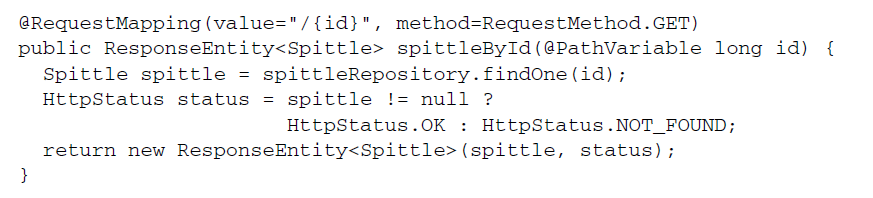 @RequestMapping(value="/{id}", method=RequestMethod.GET)
public ResponseEntity<Spittle> spittleById(@PathVariable long id) {
  Spittle spittle = spittleRepository.findOne(id);
  HttpStatus status = spittle != null ?
                      HttpStatus.OK : HttpStatus.NOT_FOUND;
  return new ResponseEntity<Spittle>(spittle, status);
}